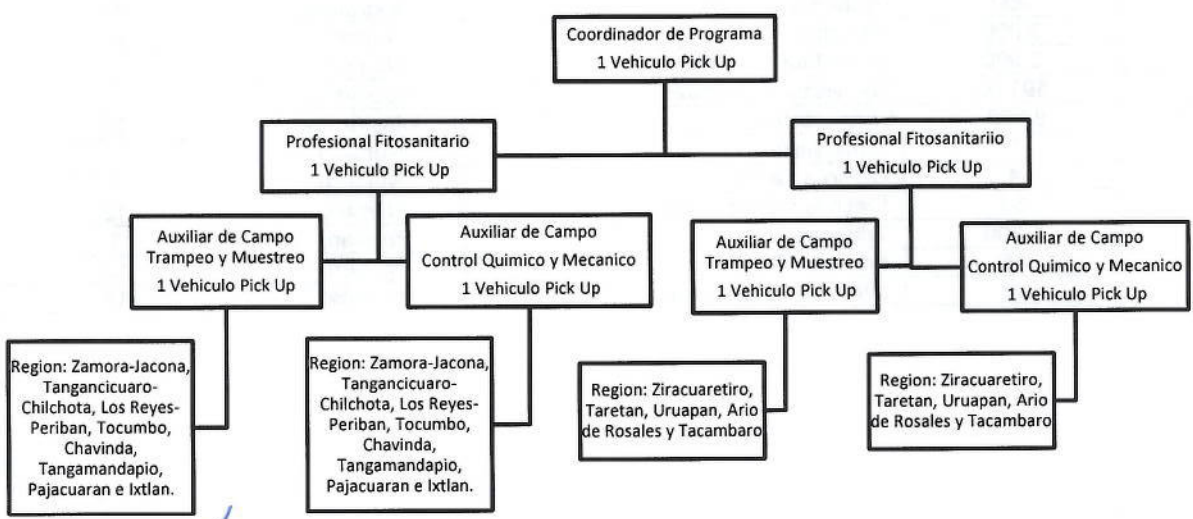 Coordinador de Programa
1 Vehiculo Pick Up
Profesional Fitosanitario
1 Vehiculo Pick Up
Profesional Fitosanitariio
1 Vehiculo Pick Up
Auxiliar de Campo
Trampeo y Muestreo
1 Vehiculo Pick Up
Auxiliar de Campo
Control Quimico y Mecanico
1 Vehiculo Pick Up
Auxiliar de Campo
Trampeo y Muestreo
1 Vehiculo Pick Up
Auxiliar de Campo
Control Quimico y Mecanico
1 Vehiculo Pick Up
Region: Zamora-Jacona,
Tangancicuaro-
Chilchota, Los Reyes-
Periban, Tocumbo,
Chavinda,
Tangamandapio,
Pajacuaran e Ixtlan.
Region: Zamora-Jacona,
Tangancicuaro-
Chilchota, Los Reyes-
Periban, Tocumbo,
Chavinda,
Tangamandapio,
Pajacuaran e Ixtlan.
Region: Ziracuaretiro,
Taretan, Uruapan, Ario
de Rosales y Tacambaro
Region: Ziracuaretiro,
Taretan, Uruapan, Ario
de Rosales y Tacambaro